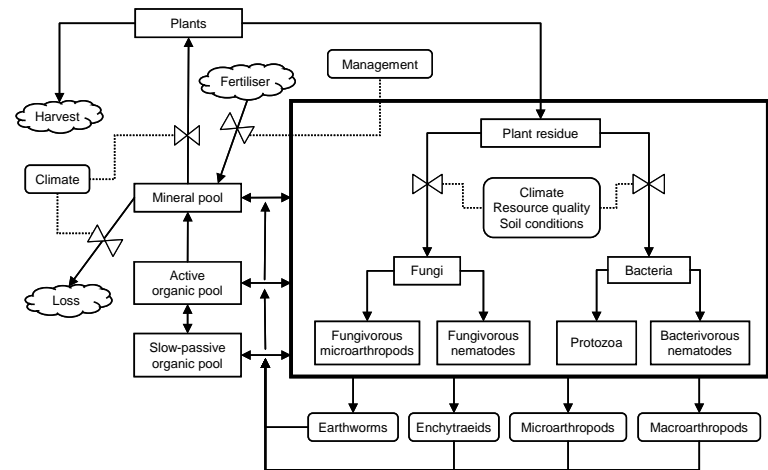 Plants
Management
Fertiliser
Harvest
Plant residue
Climate
Climate
Resource quality
Soil conditions
Mineral pool
Active
organic pool
Fungi
Bacteria
Loss
Slow-passive
organic pool
Fungivorous
microarthropods
Fungivorous
nematodes
Protozoa
Bacterivorous
nematodes
Earthworms
Enchytraeids
Microarthropods
Macroarthropods